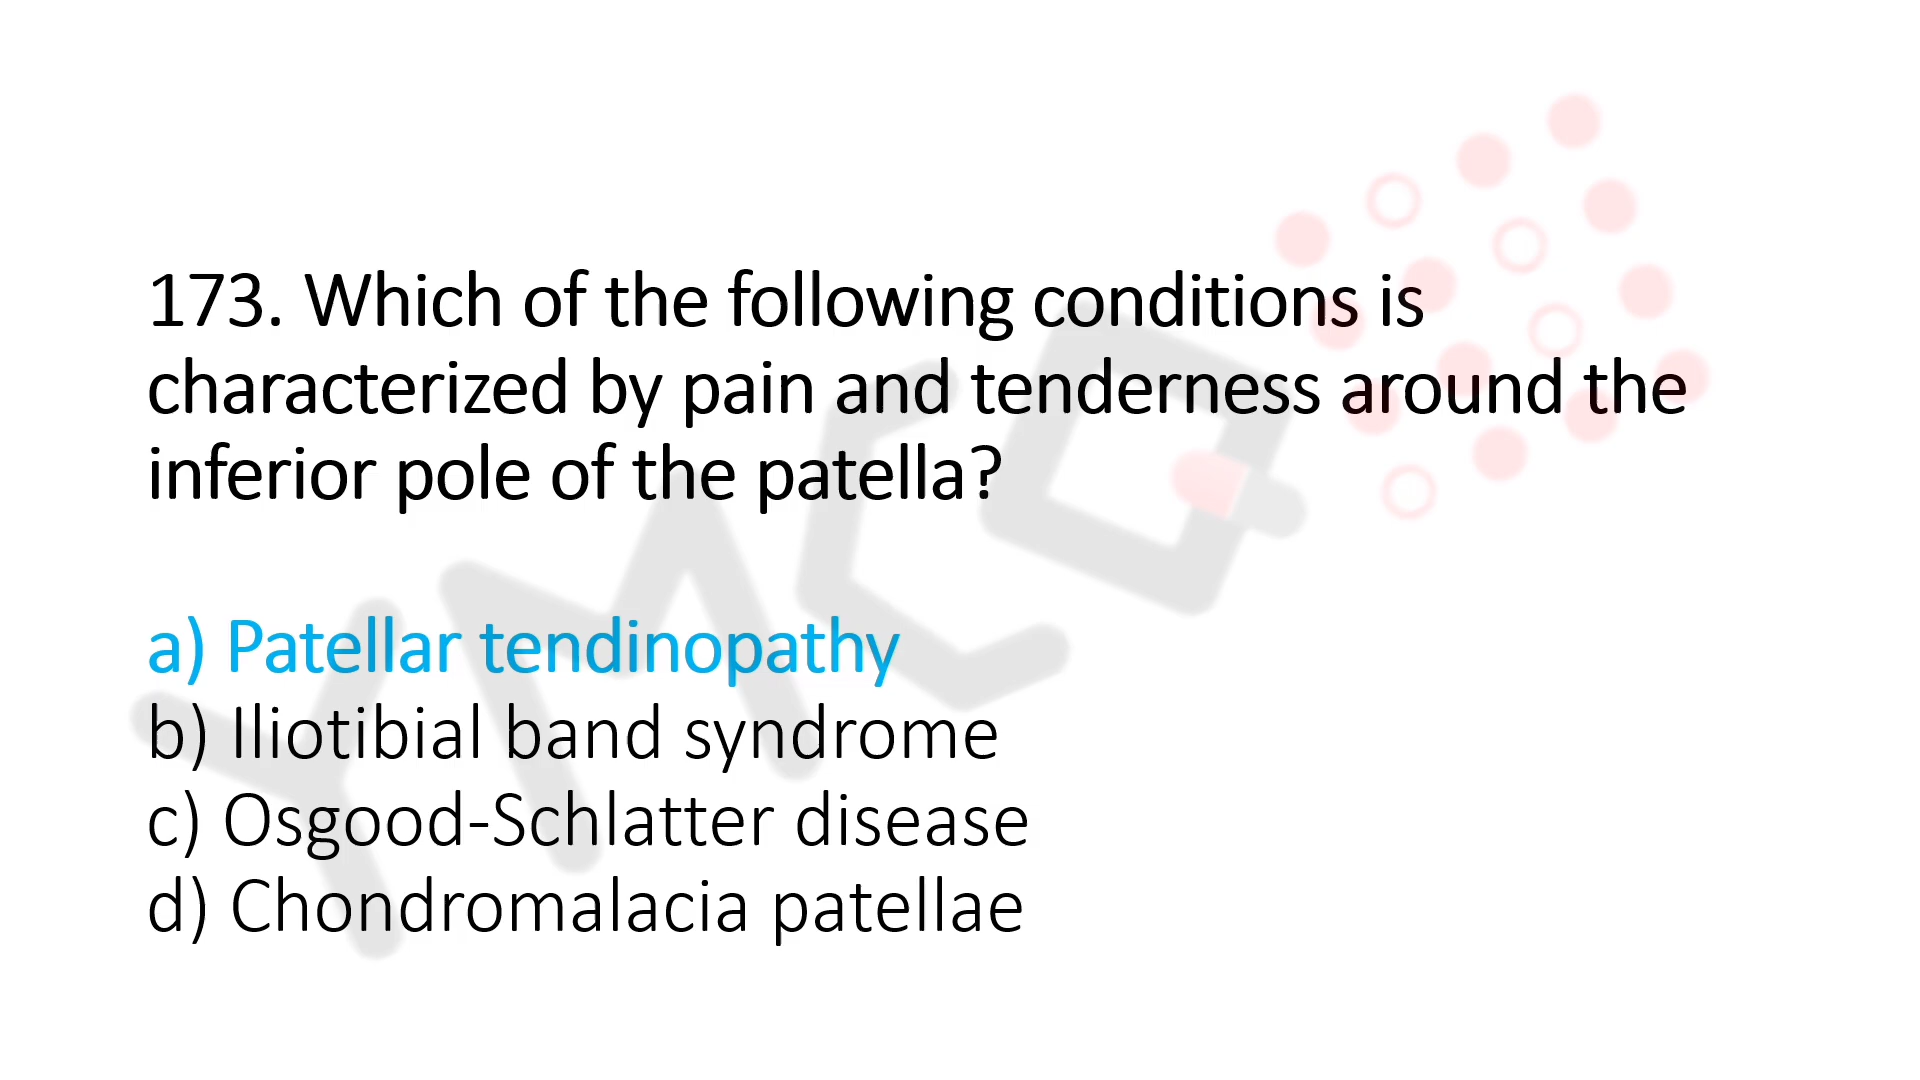 173. Which of the following conditions is
characterized by pain and tenderness around the
inferior pole of the patella?
a) Patellar tendinopathy
b) Iliotibial band syndrome
c) Osgood-Schlatter disease
d) Chondromalacia patellae
YMCQ